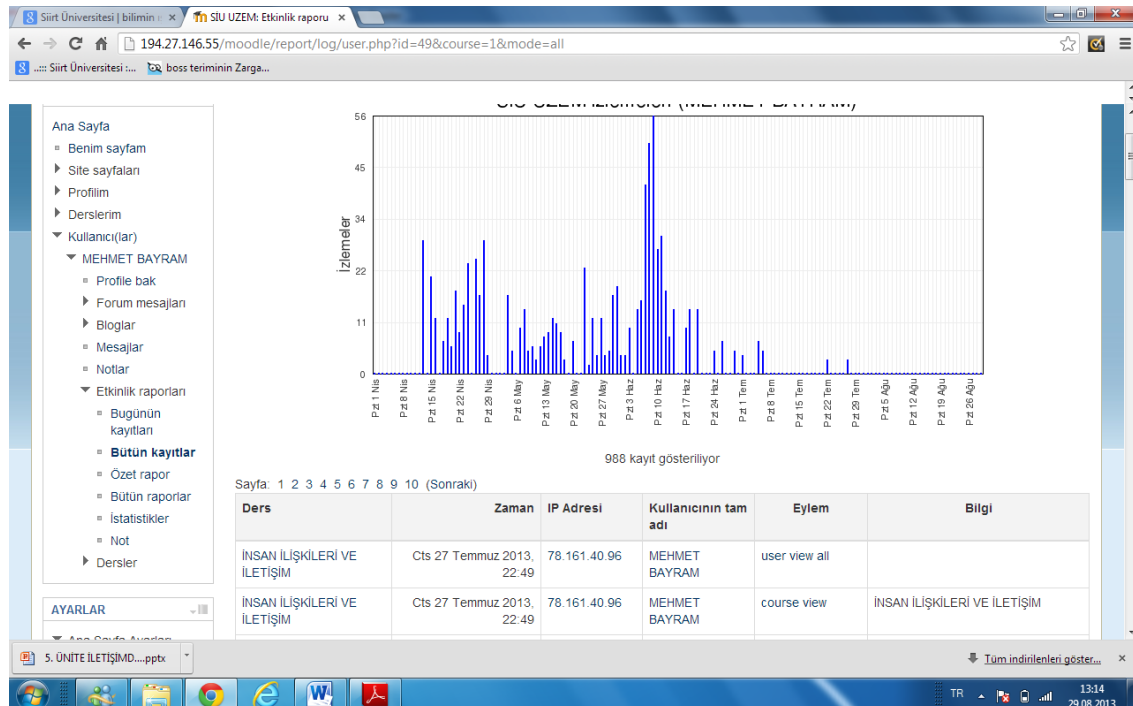 Siirt Üniversitesi | bilimin
SİU UZEM: Etkinlik raporu
194.27.146.55/moodle/report/log/user.php?id=49&course=1&mode=all
..::: Siirt Üniversitesi :...
boss teriminin Zarga...
Ana Sayfa
Benim sayfam
Site sayfaları
Profilim
Derslerim
Kullanıcı(lar)
MEHMET BAYRAM
Profile bak
Forum mesajları
Bloglar
Mesajlar
Notlar
Etkinlik raporları
Bugünün
kayıtları
Bütün kayıtlar
Özet rapor
Bütün raporlar
İstatistikler
Not
Dersler
AYARLAR
Ana Sayfa Ayarları
SİU UZEM izlemeleri (MEHMET BAYRAM)
İzlemeler
56
45
34
22
11
0
Pzt 1 Nis
Pzt 8 Nis
Pzt 15 Nis
Pzt 22 Nis
Pzt 29 Nis
Pzt 6 May
Pzt 13 May
Pzt 20 May
Pzt 27 May
Pzt 3 Haz
Pzt 10 Haz
Pzt 17 Haz
Pzt 24 Haz
Pzt 1 Tem
Pzt 8 Tem
Pzt 15 Tem
Pzt 22 Tem
Pzt 29 Tem
Pzt 5 Ağu
Pzt 12 Ağu
Pzt 19 Ağu
Pzt 26 Ağu
988 kayıt gösteriliyor
Sayfa: 1 2 3 4 5 6 7 8 9 10 (Sonraki)
Ders
Zaman
IP Adresi
Kullanıcının tam
adı
Eylem
Bilgi
İNSAN İLİŞKİLERİ VE
İLETİŞİM
Cts 27 Temmuz 2013,
22:49
78.161.40.96
MEHMET
BAYRAM
user view all
İNSAN İLİŞKİLERİ VE
İLETİŞİM
Cts 27 Temmuz 2013,
22:49
78.161.40.96
MEHMET
BAYRAM
course view
İNSAN İLİŞKİLERİ VE İLETİŞİM
5. ÜNİTE İLETİŞİMD....pptx
Tüm indirilenleri göster...
TR
13:14
29.08.2013